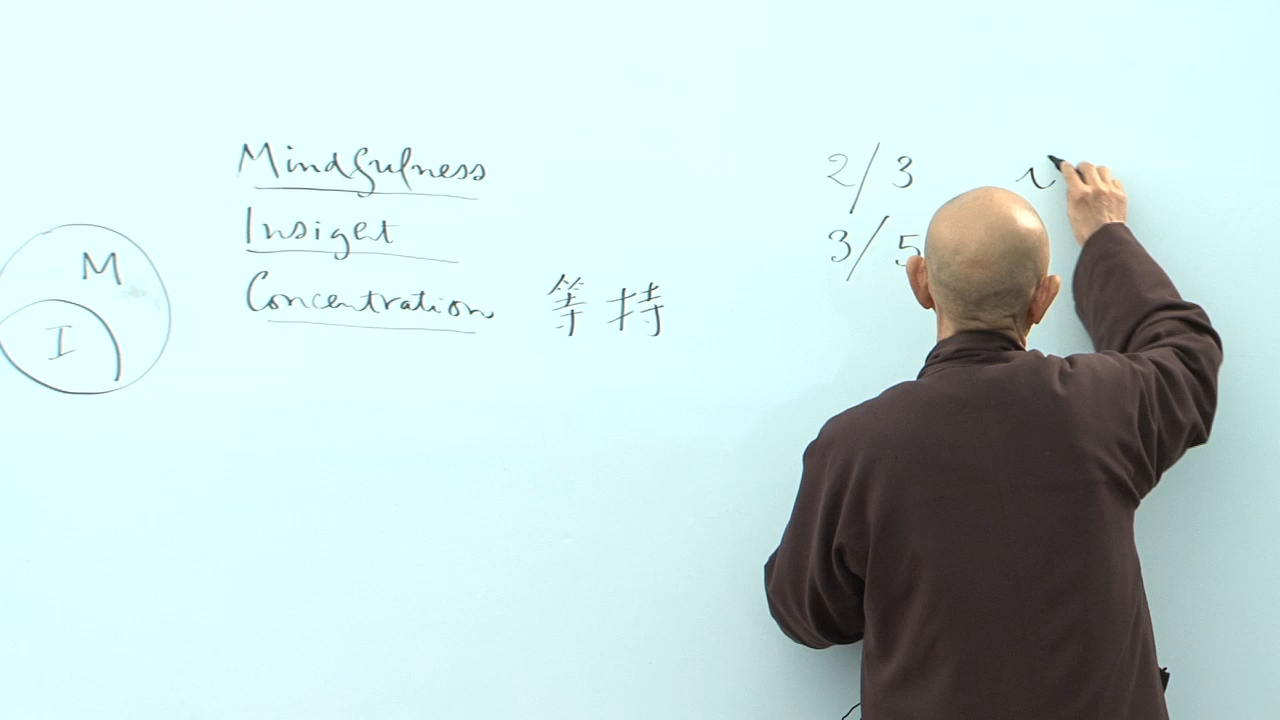 Mindfulness
Insight
Concentration 等持
M
I
2/3
3/5